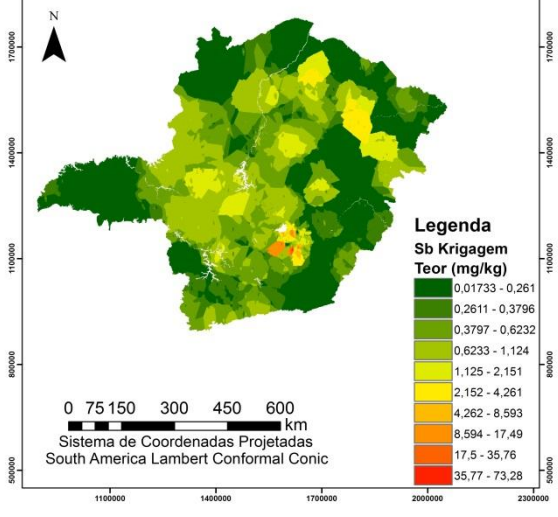 N
1700000
1400000
1100000
800000
500000
1700000
1400000
1100000
800000
500000
Legenda
Sb Krigagem
Teor (mg/kg)
0,01733 - 0,261
0,2611 - 0,3796
0,3797 - 0,6232
0,6233 - 1,124
1,125 - 2,151
2,152 - 4,261
4,262 - 8,593
8,594 - 17,49
17,5 - 35,76
35,77 - 73,28
0 75 150 300 450 600
km
Sistema de Coordenadas Projetadas
South America Lambert Conformal Conic
1100000 1400000 1700000 2000000 2300000